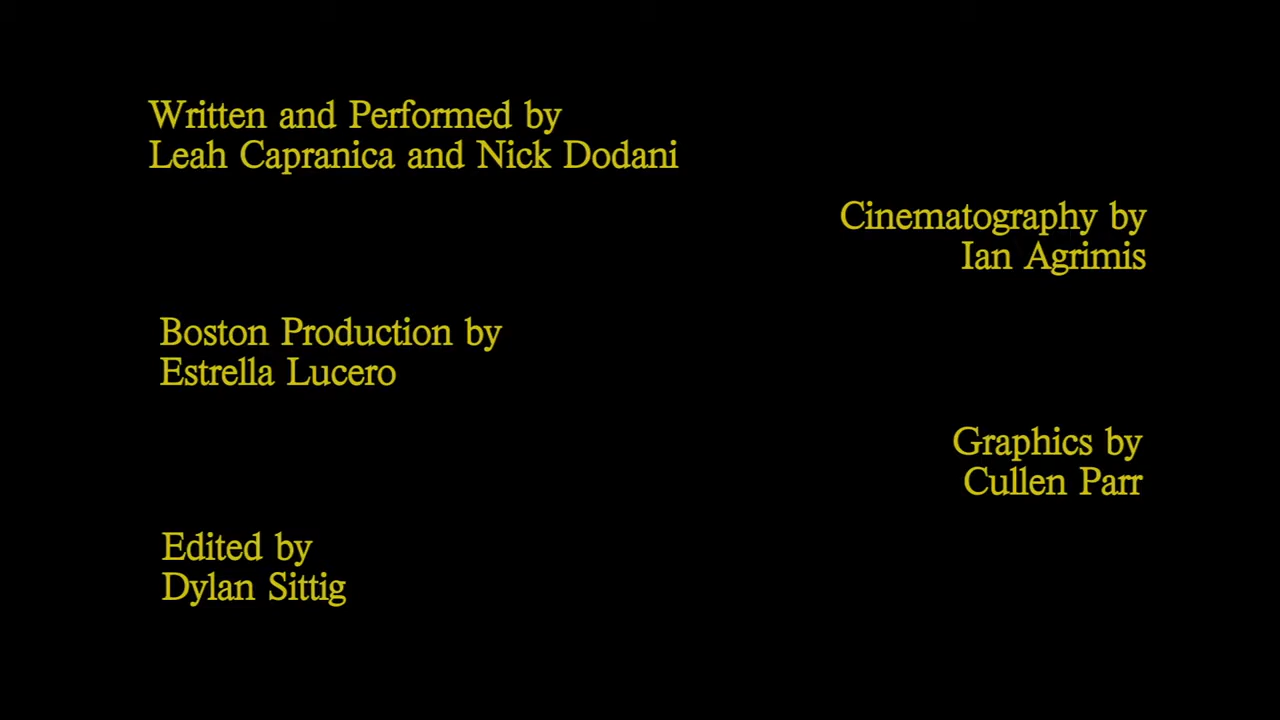 Written and Performed by
Leah Capranica and Nick Dodani
Cinematography by
Ian Agrimis
Boston Production by
Estrella Lucero
Graphics by
Cullen Parr
Edited by
Dylan Sittig